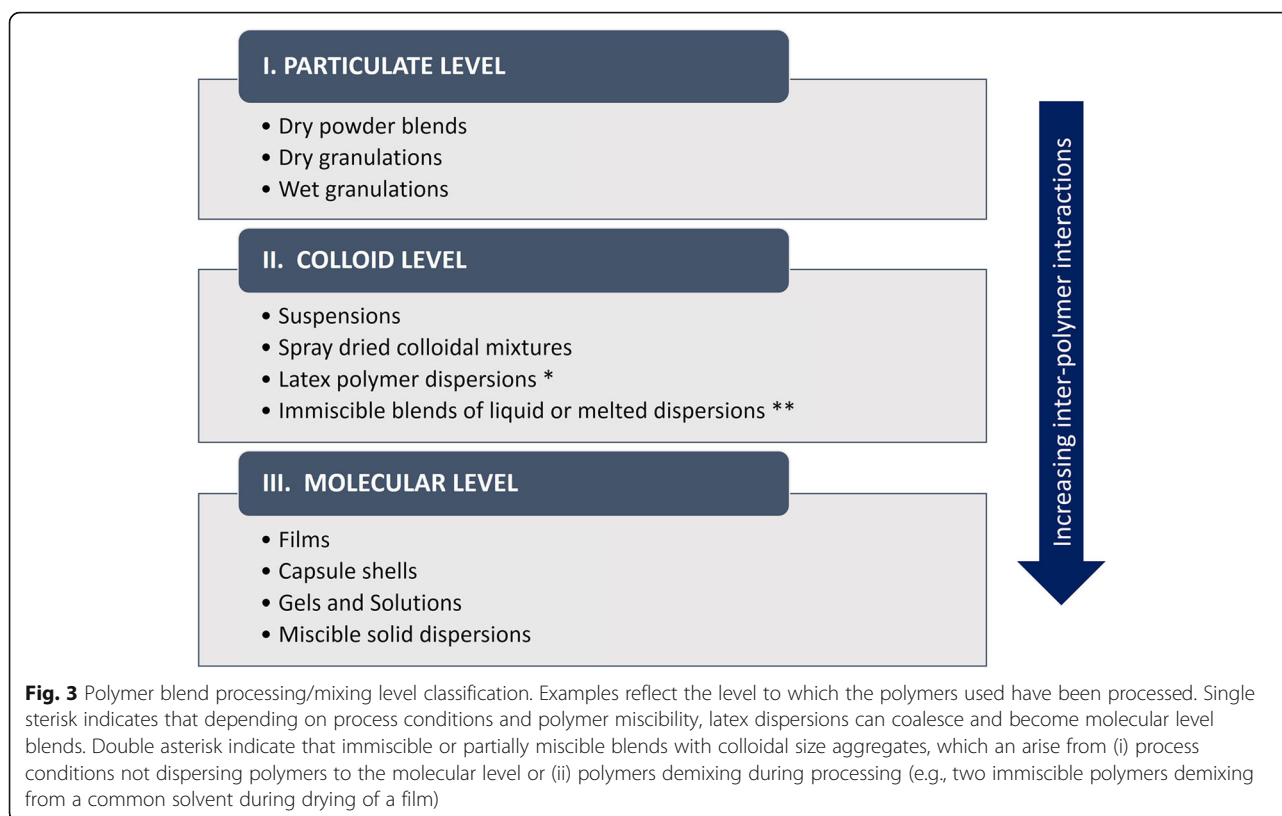 I. PARTICULATE LEVEL
• Dry powder blends
• Dry granulations
• Wet granulations
II. COLLOID LEVEL
• Suspensions
• Spray dried colloidal mixtures
• Latex polymer dispersions *
• Immiscible blends of liquid or melted dispersions **
III. MOLECULAR LEVEL
• Films
• Capsule shells
• Gels and Solutions
• Miscible solid dispersions
Increasing inter-polymer interactions
Fig. 3 Polymer blend processing/mixing level classification. Examples reflect the level to which the polymers used have been processed. Single
sterisk indicates that depending on process conditions and polymer miscibility, latex dispersions can coalesce and become molecular level
blends. Double asterisk indicate that immiscible or partially miscible blends with colloidal size aggregates, which an arise from (i) process
conditions not dispersing polymers to the molecular level or (ii) polymers demixing during processing (e.g., two immiscible polymers demixing
from a common solvent during drying of a film)